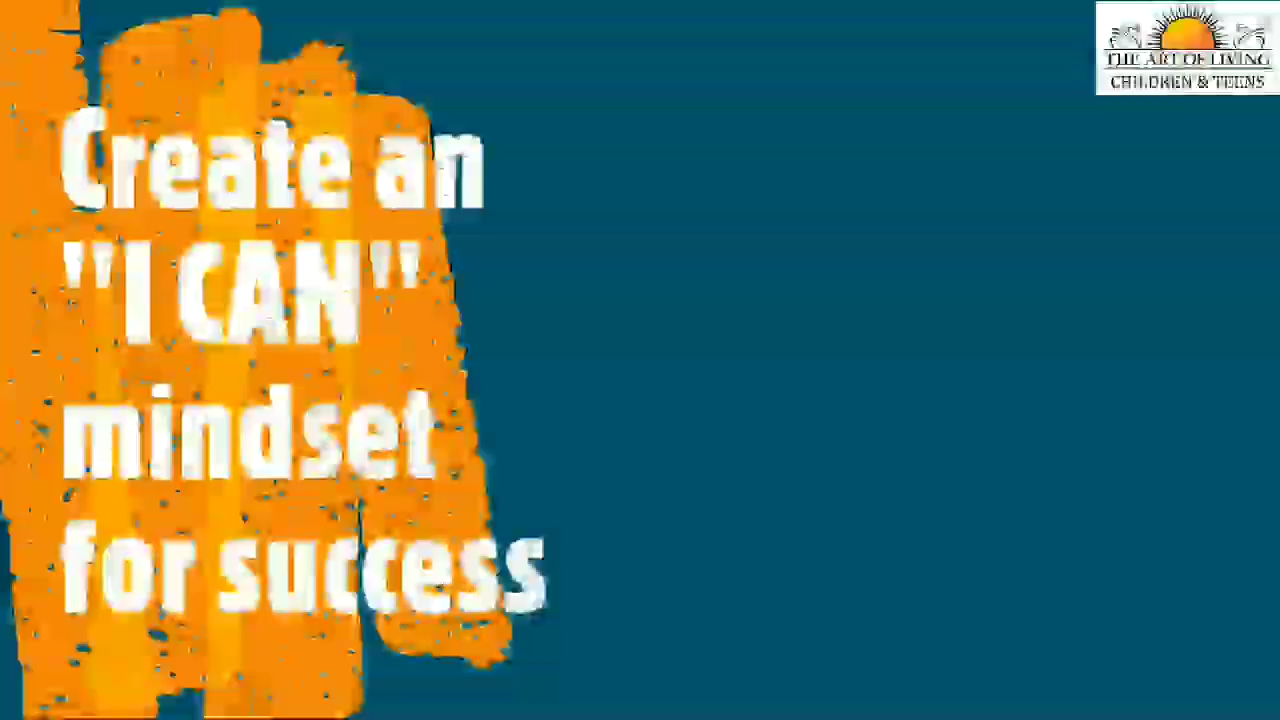 Create an
"I CAN"
mindset
for success
THE ART OF LIVING
CHILDREN & TEENS